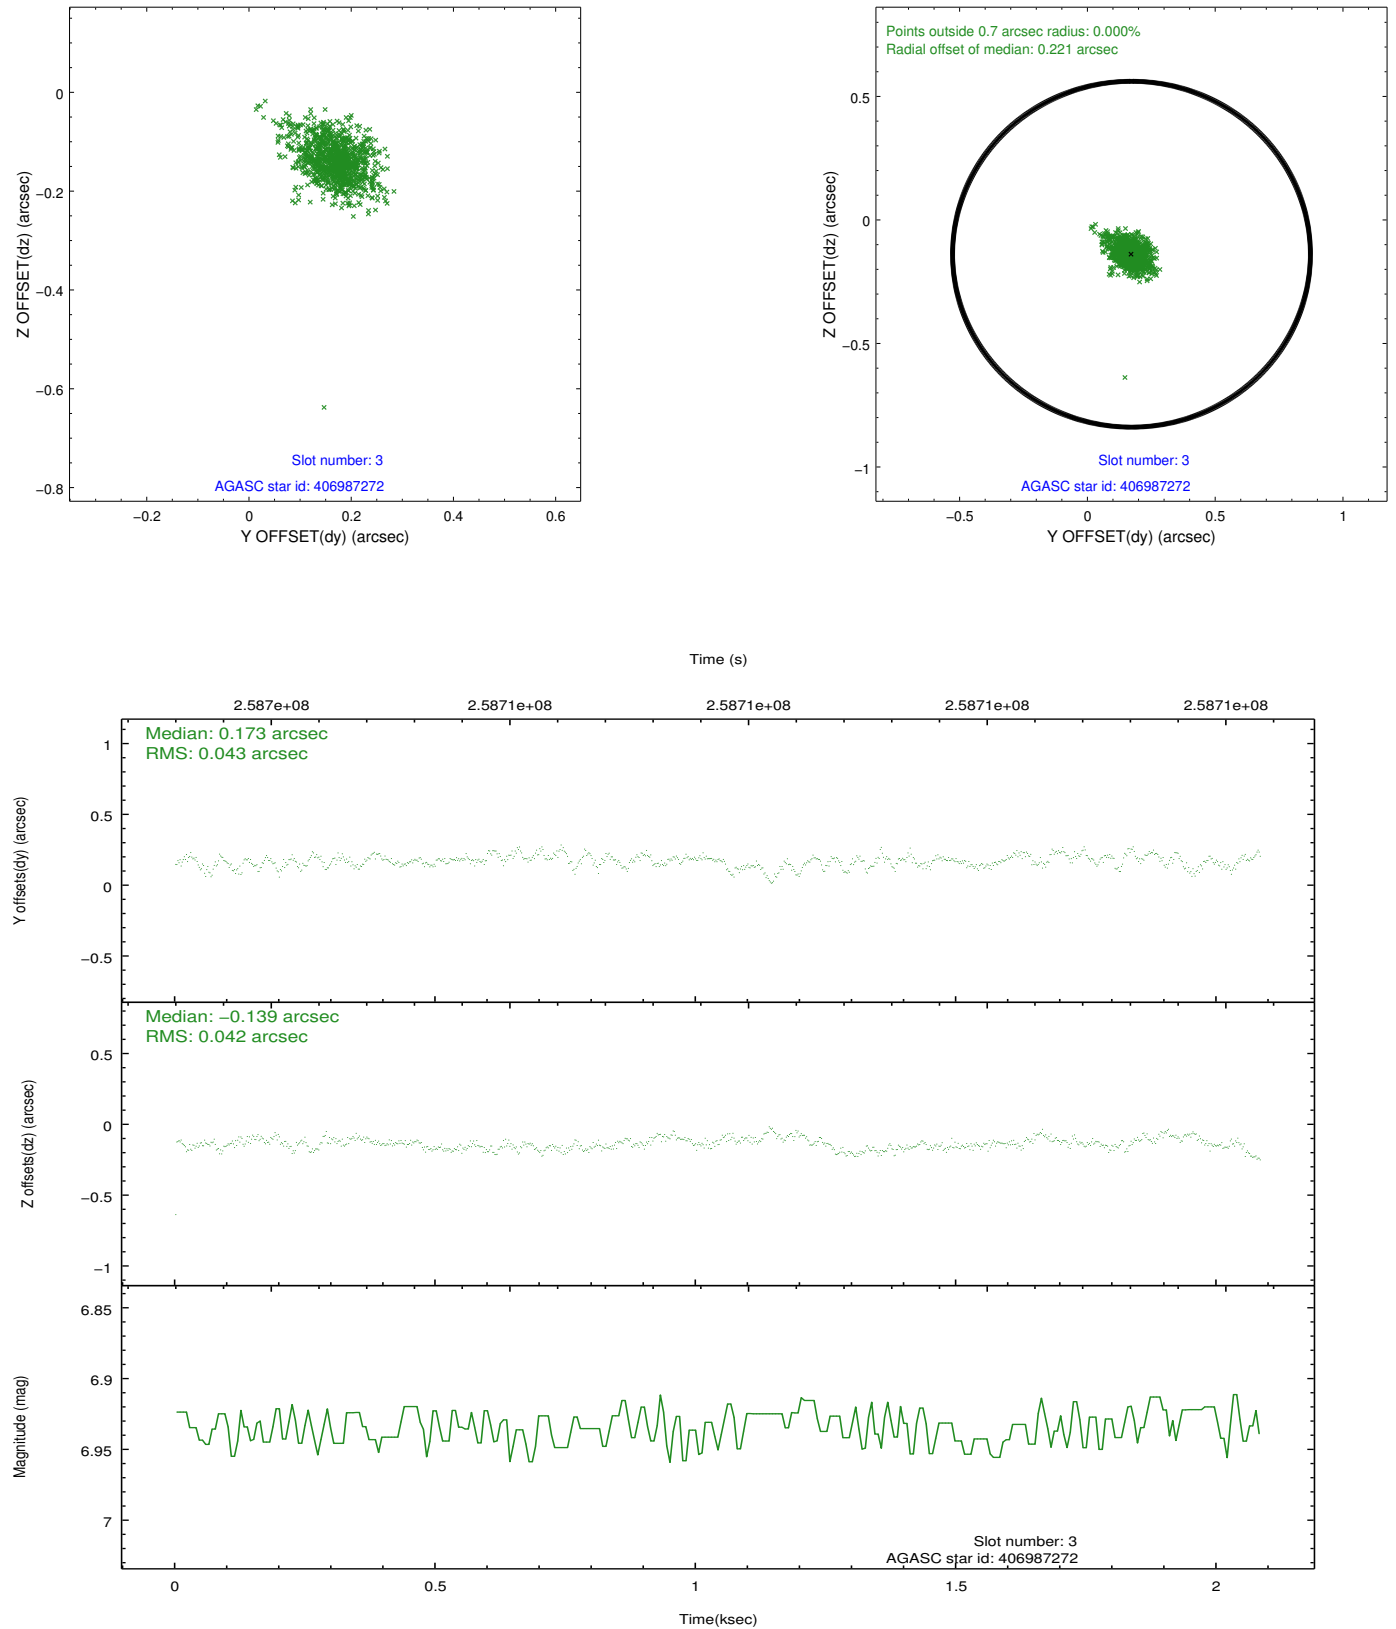 0
−0.2
−0.4
−0.6
−0.8
−0.2
0
0.2
0.4
0.6
Z OFFSET(dz) (arcsec)
Y OFFSET(dy) (arcsec)
Slot number: 3
AGASC star id: 406987272
Points outside 0.7 arcsec radius: 0.000%
Radial offset of median: 0.221 arcsec
0.5
0
−0.5
−1
−0.5
0
0.5
1
Z OFFSET(dz) (arcsec)
Y OFFSET(dy) (arcsec)
Slot number: 3
AGASC star id: 406987272
Time (s)
2.587e+08
2.5871e+08
2.5871e+08
2.5871e+08
2.5871e+08
Median: 0.173 arcsec
RMS: 0.043 arcsec
1
0.5
0
−0.5
Y offsets(dy) (arcsec)
Median: −0.139 arcsec
RMS: 0.042 arcsec
0.5
0
−0.5
−1
Z offsets(dz) (arcsec)
6.85
6.9
6.95
7
Magnitude (mag)
Slot number: 3
AGASC star id: 406987272
0
0.5
1
1.5
2
Time(ksec)